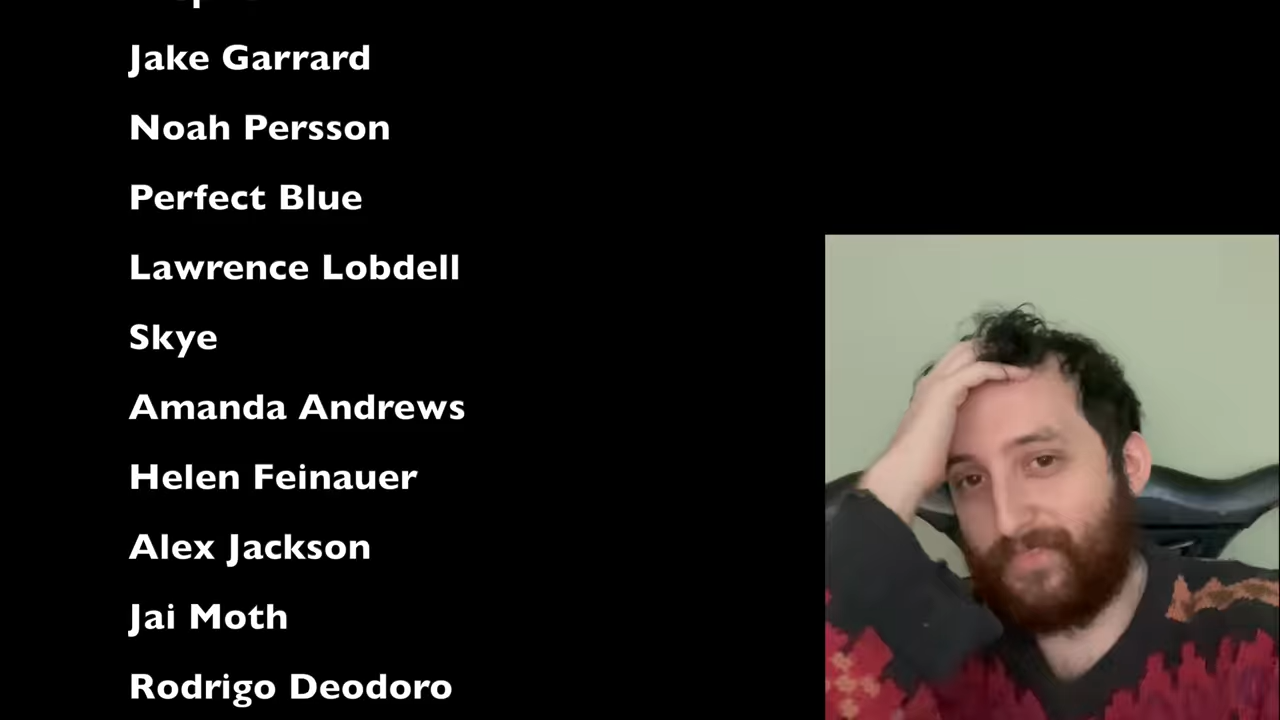 Jake Garrard
Noah Persson
Perfect Blue
Lawrence Lobdell
Skye
Amanda Andrews
Helen Feinauer
Alex Jackson
Jai Moth
Rodrigo Deodoro